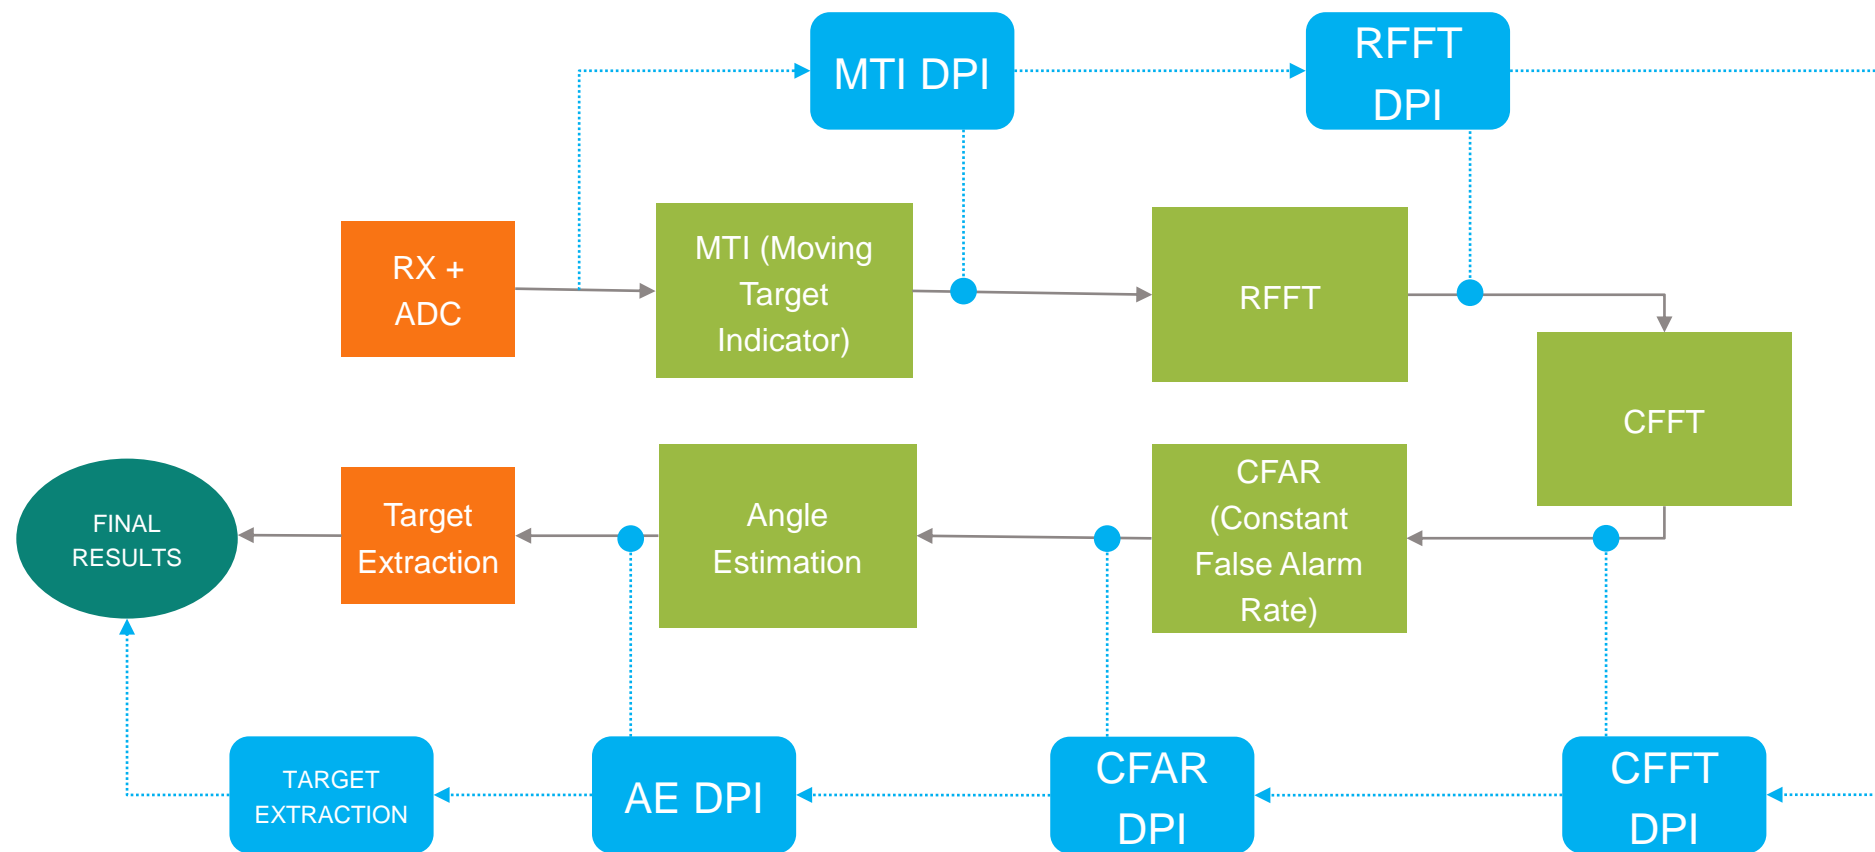 MTI DPI
RFFT
DPI
RX +
ADC
MTI (Moving
Target
Indicator)
RFFT
CFFT
FINAL
RESULTS
Target
Extraction
Angle
Estimation
CFAR
(Constant
False Alarm
Rate)
TARGET
EXTRACTION
AE DPI
CFAR
DPI
CFFT
DPI